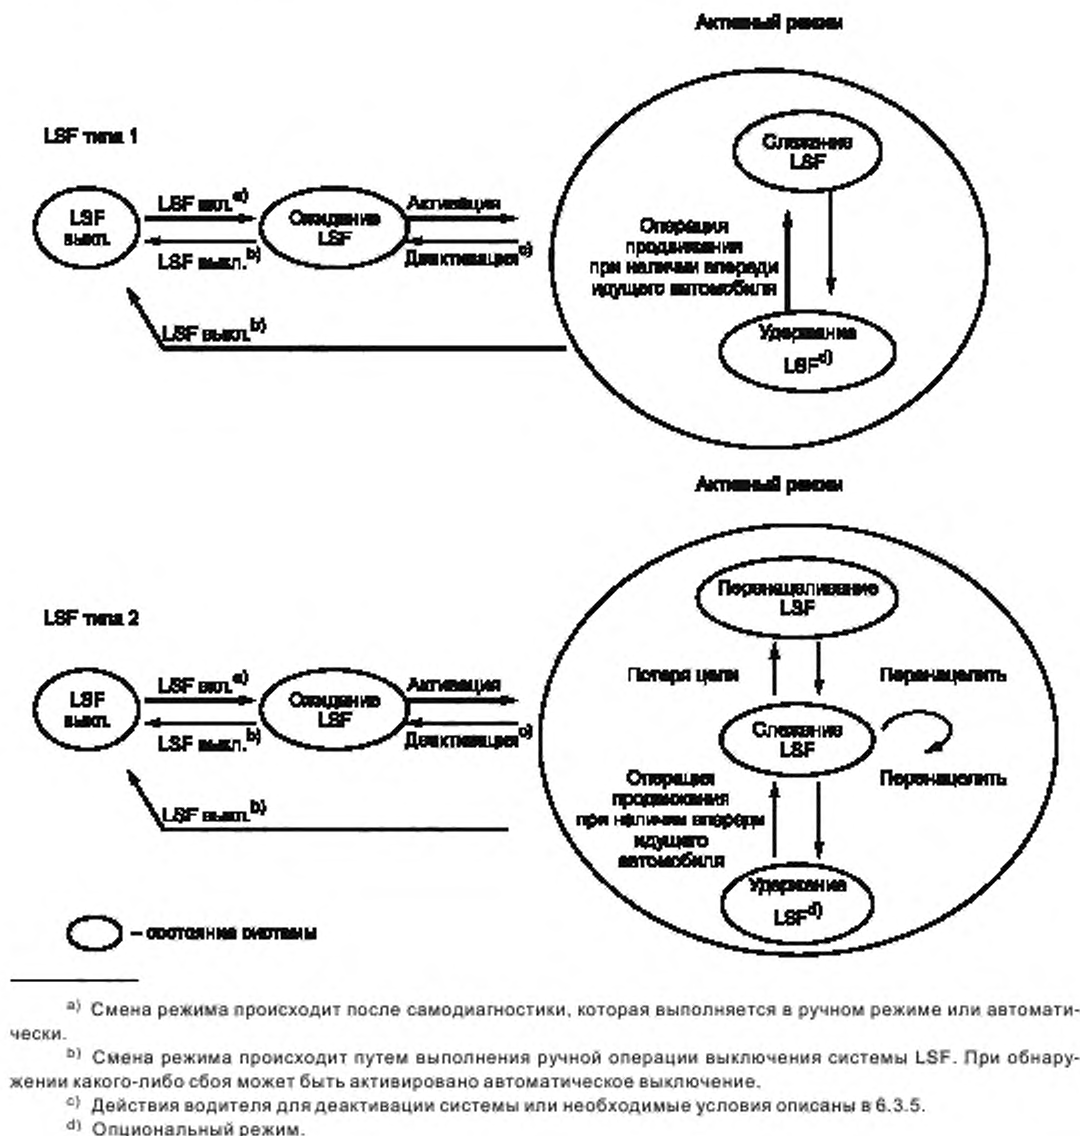 Активный режим
LSF типа 1
Слежение
LSF
LSF вкл.a)
Активация
LSF
выкл.
Ожидание
LSF
Операция
продвижения
при наличии впереди
идущего автомобиля
LSF выкл.b)
Деактивация c)
LSF выкл.b)
Удержание
LSF d)
Активный режим
Перенацеливание
LSF
LSF типа 2
Потеря цели
Перенацелить
LSF вкл.a)
Активация
LSF
выкл.
Ожидание
LSF
Слежение
LSF
LSF выкл.b)
Деактивация c)
Перенацелить
Операция
продвижения
при наличии впереди
идущего
автомобиля
LSF выкл.b)
Удержание
LSF d)
– состояние системы
a) Смена режима происходит после самодиагностики, которая выполняется в ручном режиме или автомати-
чески.
b) Смена режима происходит путем выполнения ручной операции выключения системы LSF. При обнару-
жении какого-либо сбоя может быть активировано автоматическое выключение.
c) Действия водителя для деактивации системы или необходимые условия описаны в 6.3.5.
d) Опциональный режим.